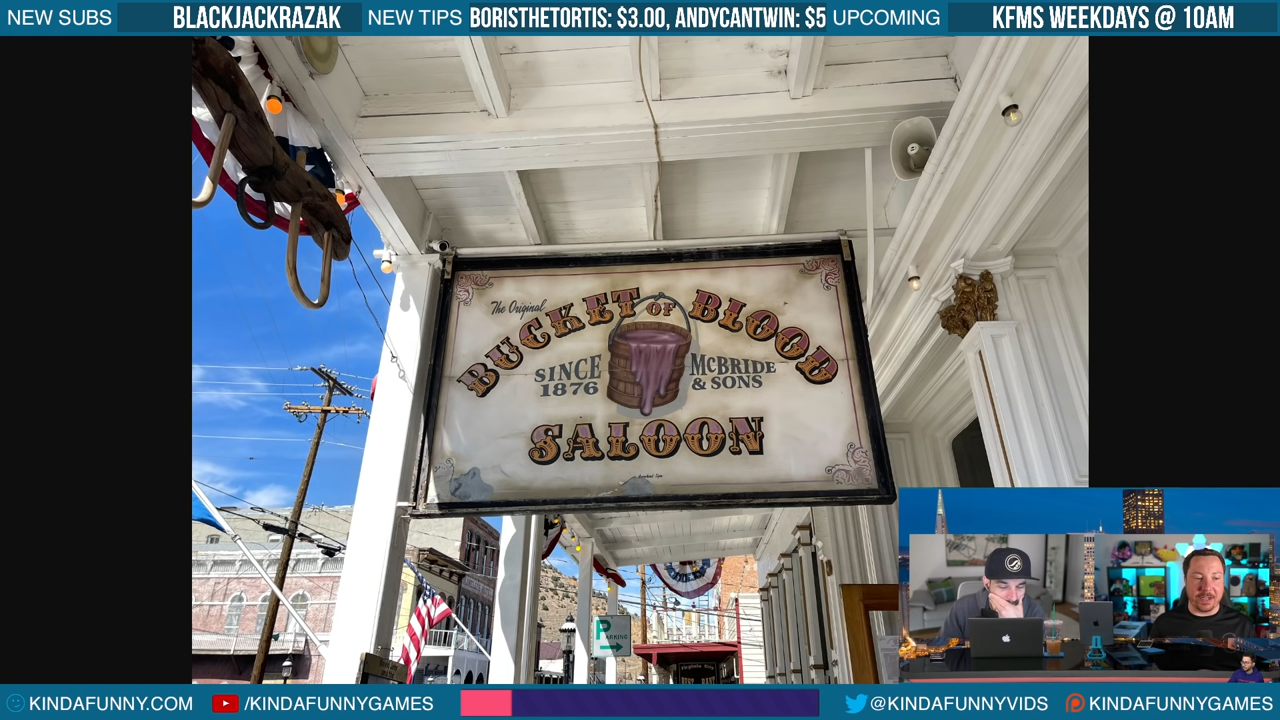 NEW SUBS BLACKJACKRAZAK NEW TIPS BORISTHETORTIS: $3.00, ANDYCANTWIN: $5 UPCOMING KFMS WEEKDAYS @ 10AM
The Original
BUCKET OF BLOOD
SINCE 1876
McBRIDE & SONS
SALOON
P
PARKING
KINDAFUNNY.COM /KINDAFUNNYGAMES @KINDAFUNNYVIDS KINDAFUNNYGAMES